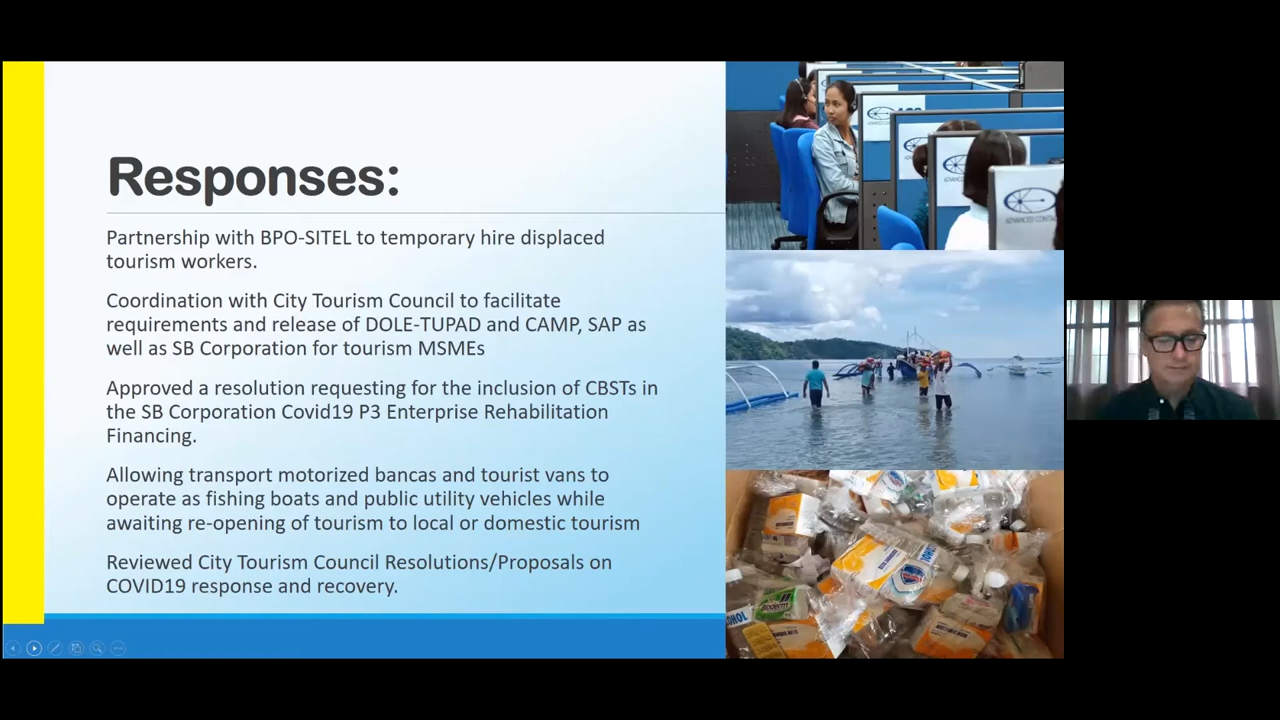 Responses:
Partnership with BPO-SITEL to temporary hire displaced
tourism workers.
Coordination with City Tourism Council to facilitate
requirements and release of DOLE-TUPAD and CAMP, SAP as
well as SB Corporation for tourism MSMEs
Approved a resolution requesting for the inclusion of CBSTs in
the SB Corporation Covid19 P3 Enterprise Rehabilitation
Financing.
Allowing transport motorized bancas and tourist vans to
operate as fishing boats and public utility vehicles while
awaiting re-opening of tourism to local or domestic tourism
Reviewed City Tourism Council Resolutions/Proposals on
COVID19 response and recovery.